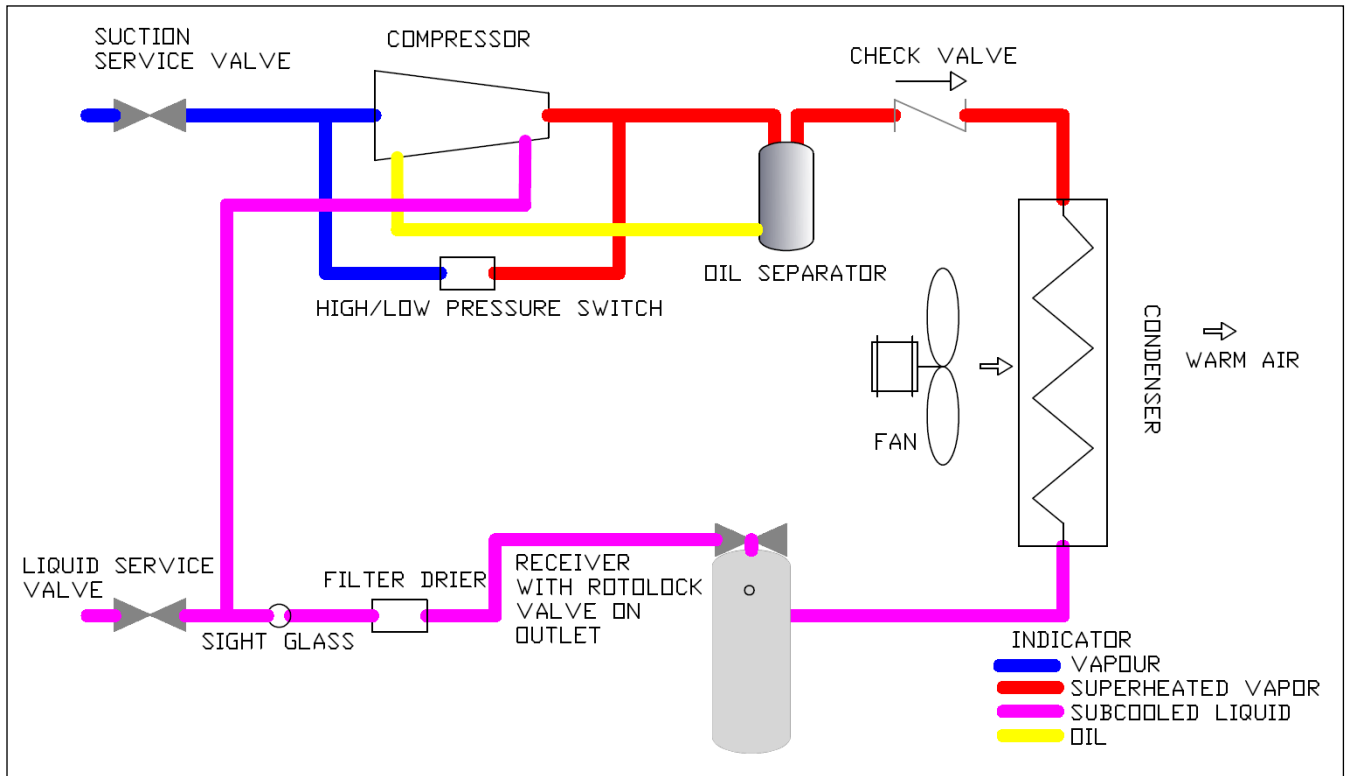 SUCTION
SERVICE VALVE
COMPRESSOR
CHECK VALVE
OIL SEPARATOR
HIGH/LOW PRESSURE SWITCH
CONDENSER
WARM AIR
FAN
LIQUID SERVICE
VALVE
SIGHT GLASS
FILTER DRIER
RECEIVER
WITH ROTOLOCK
VALVE ON
OUTLET
INDICATOR
VAPOUR
SUPERHEATED VAPOR
SUBCOOLED LIQUID
OIL